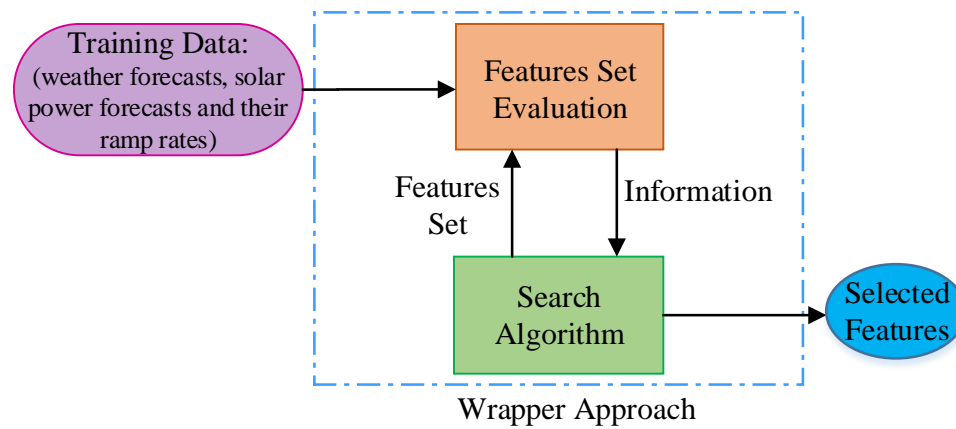 Training Data:
(weather forecasts, solar
power forecasts and their
ramp rates)
Features Set
Evaluation
Features
Set
Information
Search
Algorithm
Selected
Features
Wrapper Approach